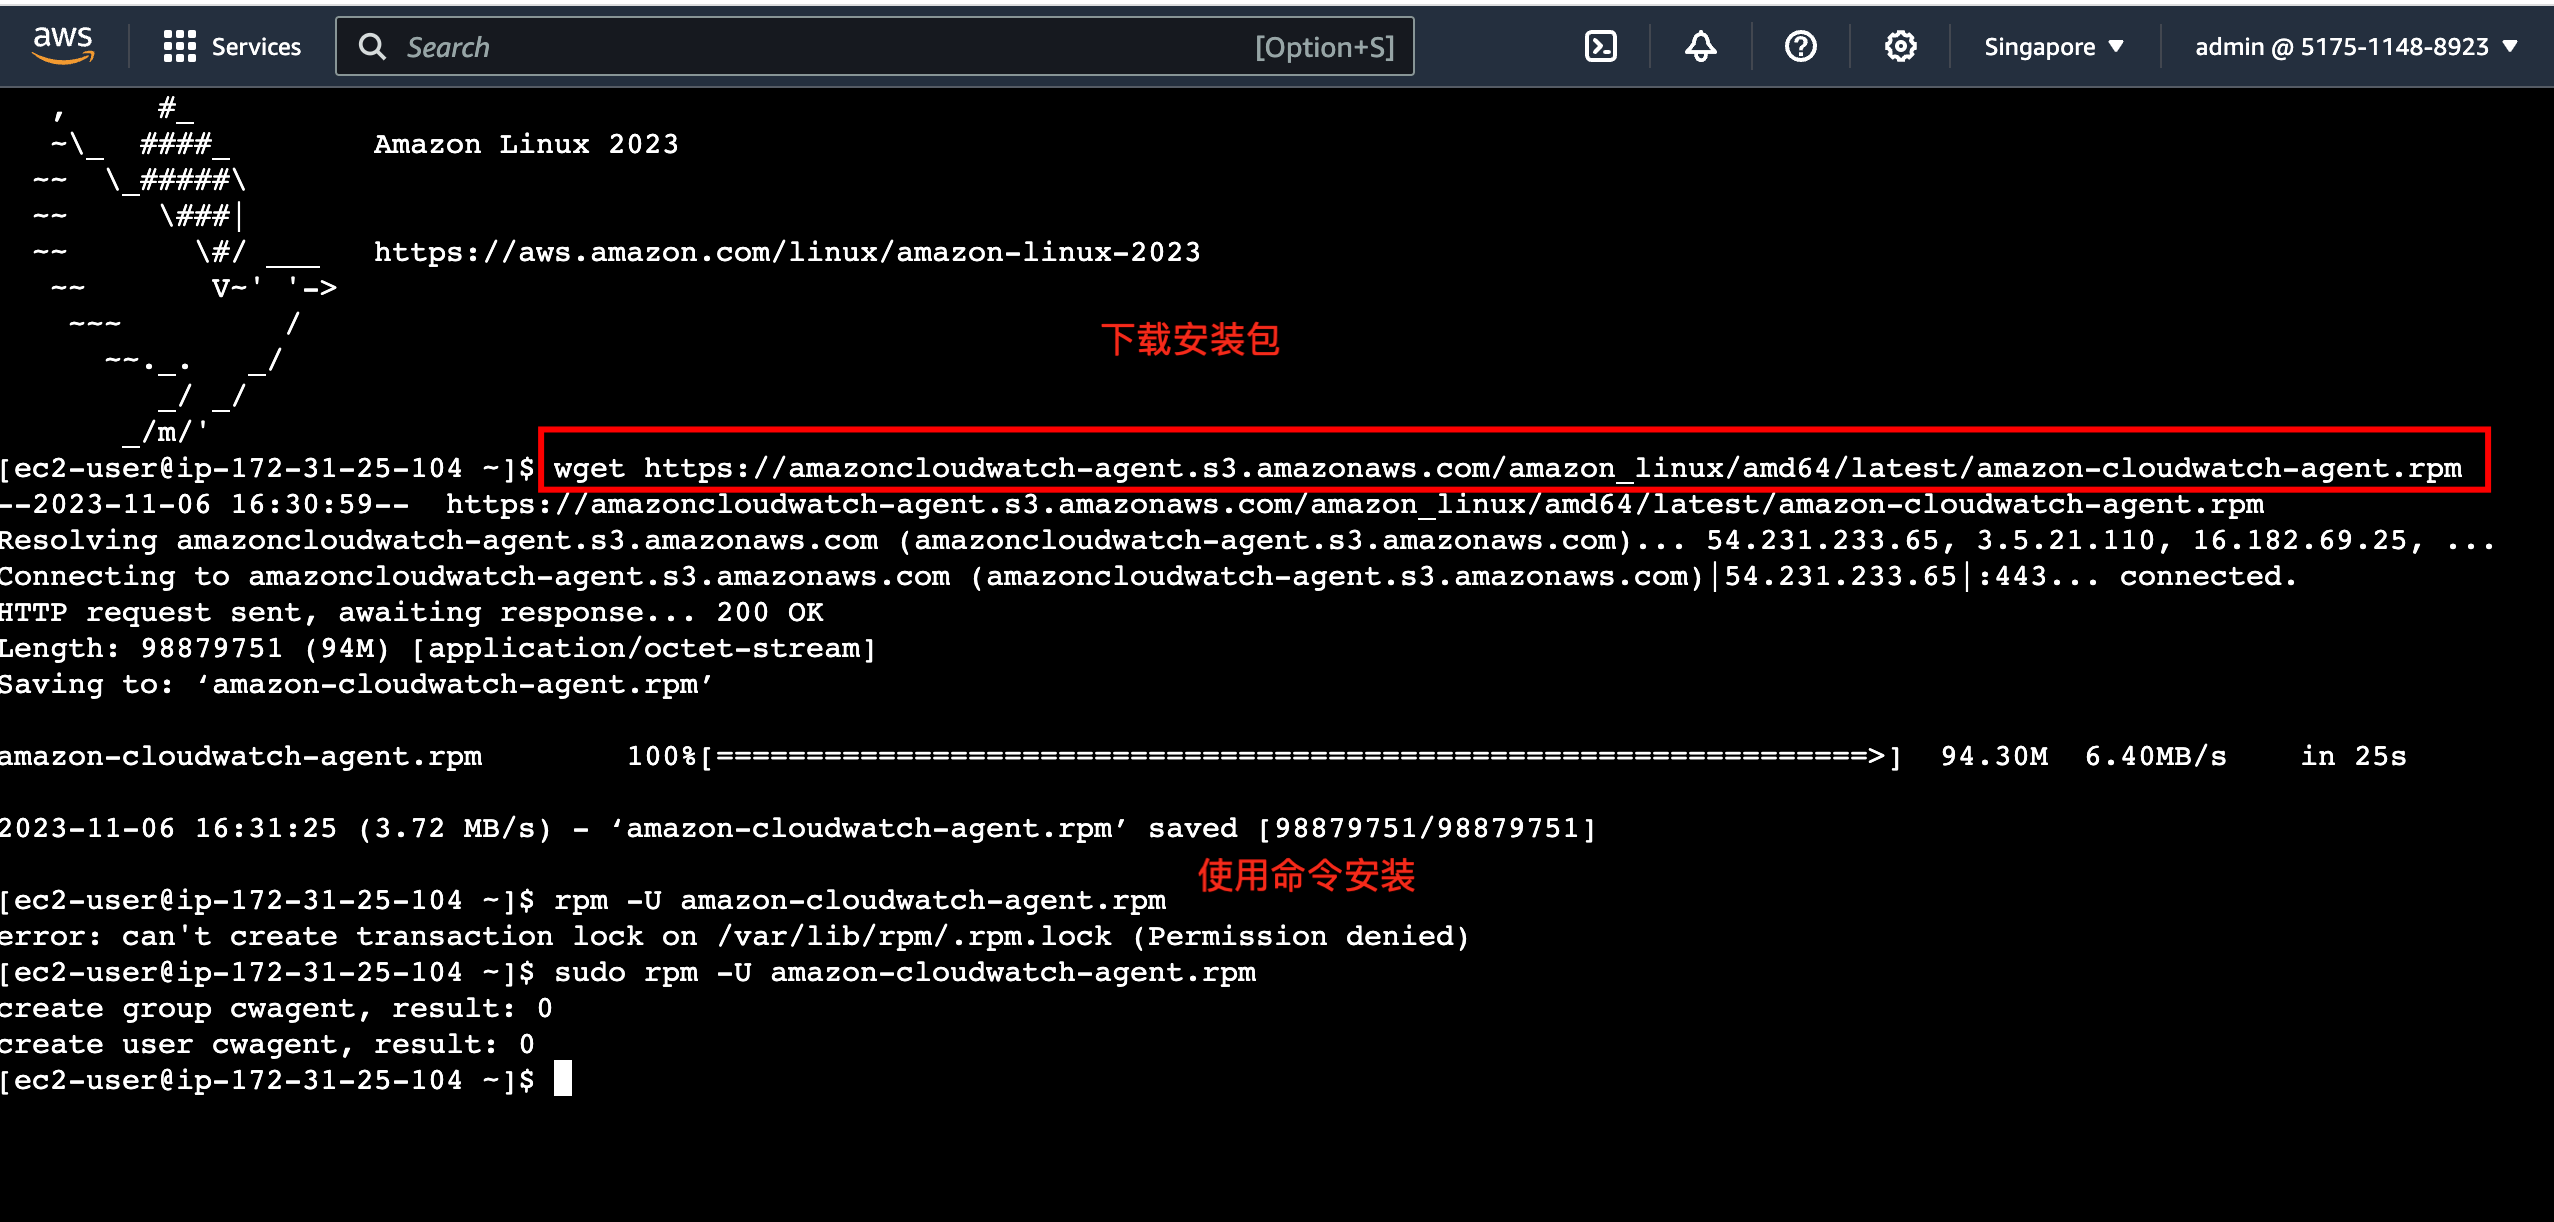 aws Services Search [Option+S] Singapore admin @ 5175-1148-8923
   ,     #_
   ~\_  ####_        Amazon Linux 2023
  ~~  \_#####\
  ~~     \###|
  ~~       \#/ ___   https://aws.amazon.com/linux/amazon-linux-2023
   ~~       V~' '->
    ~~~         /
下载安装包
      ~~._.   _/
         _/ _/
       _/m/'
[ec2-user@ip-172-31-25-104 ~]$ wget https://amazoncloudwatch-agent.s3.amazonaws.com/amazon_linux/amd64/latest/amazon-cloudwatch-agent.rpm
--2023-11-06 16:30:59--  https://amazoncloudwatch-agent.s3.amazonaws.com/amazon_linux/amd64/latest/amazon-cloudwatch-agent.rpm
Resolving amazoncloudwatch-agent.s3.amazonaws.com (amazoncloudwatch-agent.s3.amazonaws.com)... 54.231.233.65, 3.5.21.110, 16.182.69.25, ...
Connecting to amazoncloudwatch-agent.s3.amazonaws.com (amazoncloudwatch-agent.s3.amazonaws.com)|54.231.233.65|:443... connected.
HTTP request sent, awaiting response... 200 OK
Length: 98879751 (94M) [application/octet-stream]
Saving to: ‘amazon-cloudwatch-agent.rpm’
amazon-cloudwatch-agent.rpm        100%[================================================================>]  94.30M  6.40MB/s    in 25s
2023-11-06 16:31:25 (3.72 MB/s) - ‘amazon-cloudwatch-agent.rpm’ saved [98879751/98879751]
使用命令安装
[ec2-user@ip-172-31-25-104 ~]$ rpm -U amazon-cloudwatch-agent.rpm
error: can't create transaction lock on /var/lib/rpm/.rpm.lock (Permission denied)
[ec2-user@ip-172-31-25-104 ~]$ sudo rpm -U amazon-cloudwatch-agent.rpm
create group cwagent, result: 0
create user cwagent, result: 0
[ec2-user@ip-172-31-25-104 ~]$